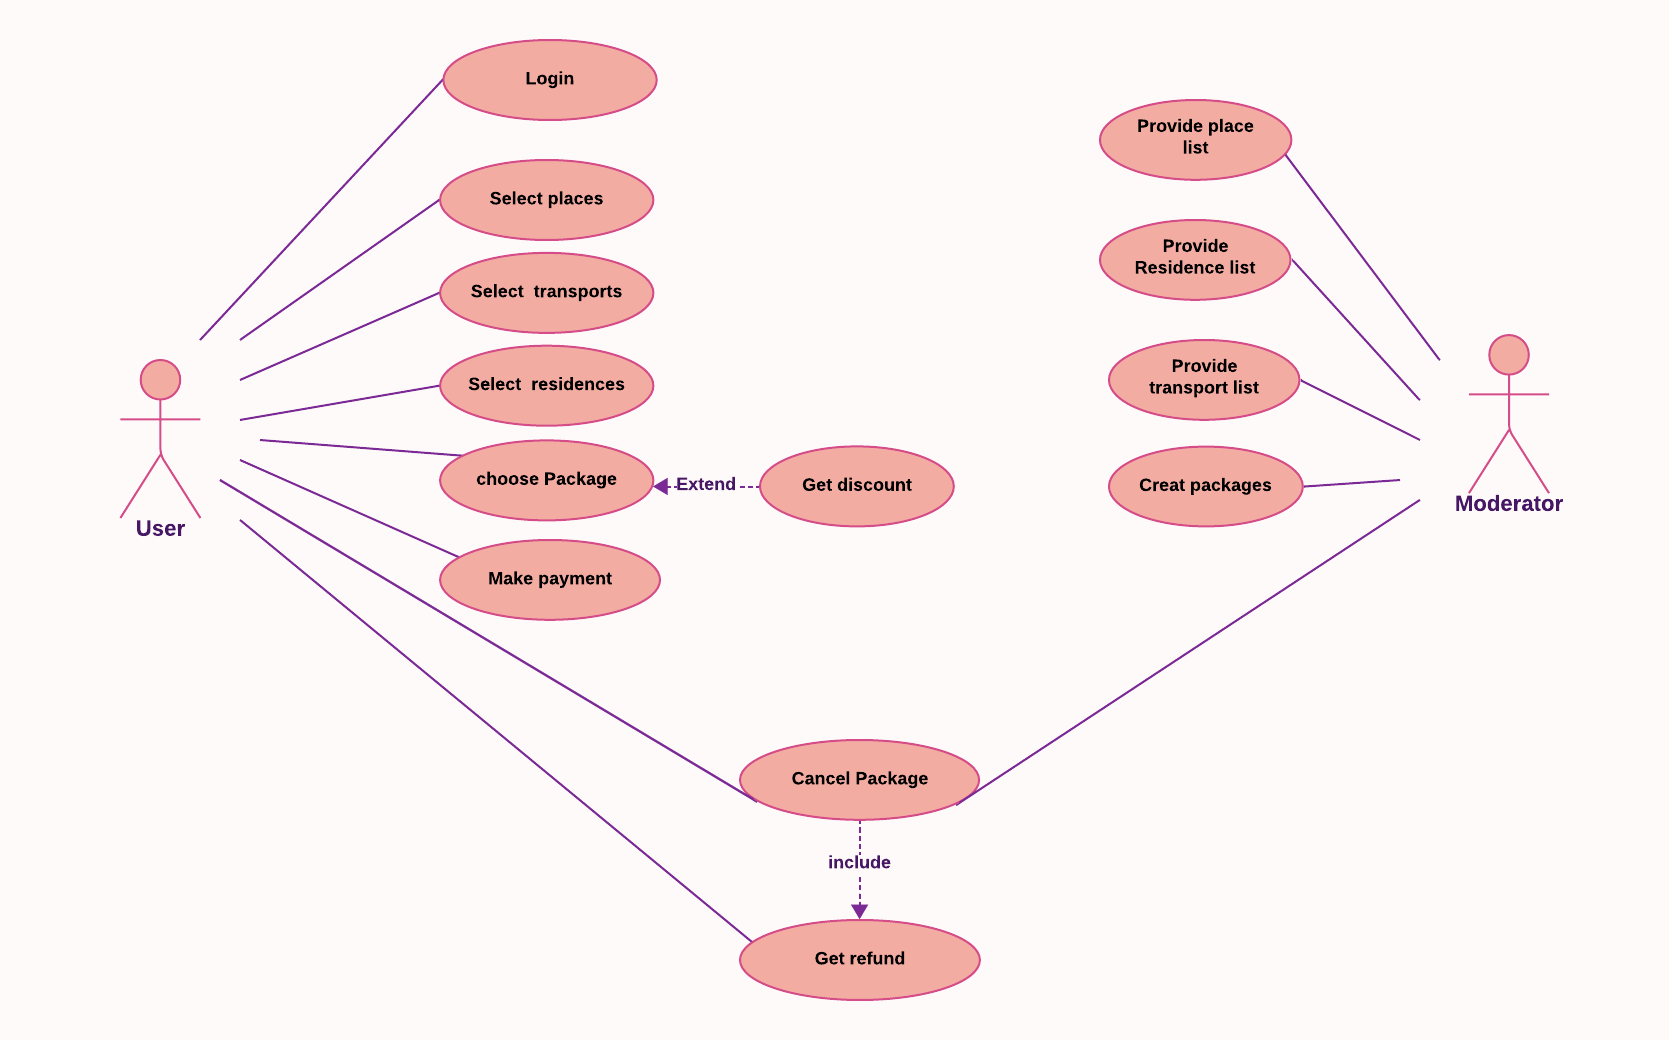 Login
Select places
Select  transports
Select  residences
choose Package
Extend
Get discount
Make payment
User
Provide place
list
Provide
Residence list
Provide
transport list
Creat packages
Moderator
Cancel Package
include
Get refund